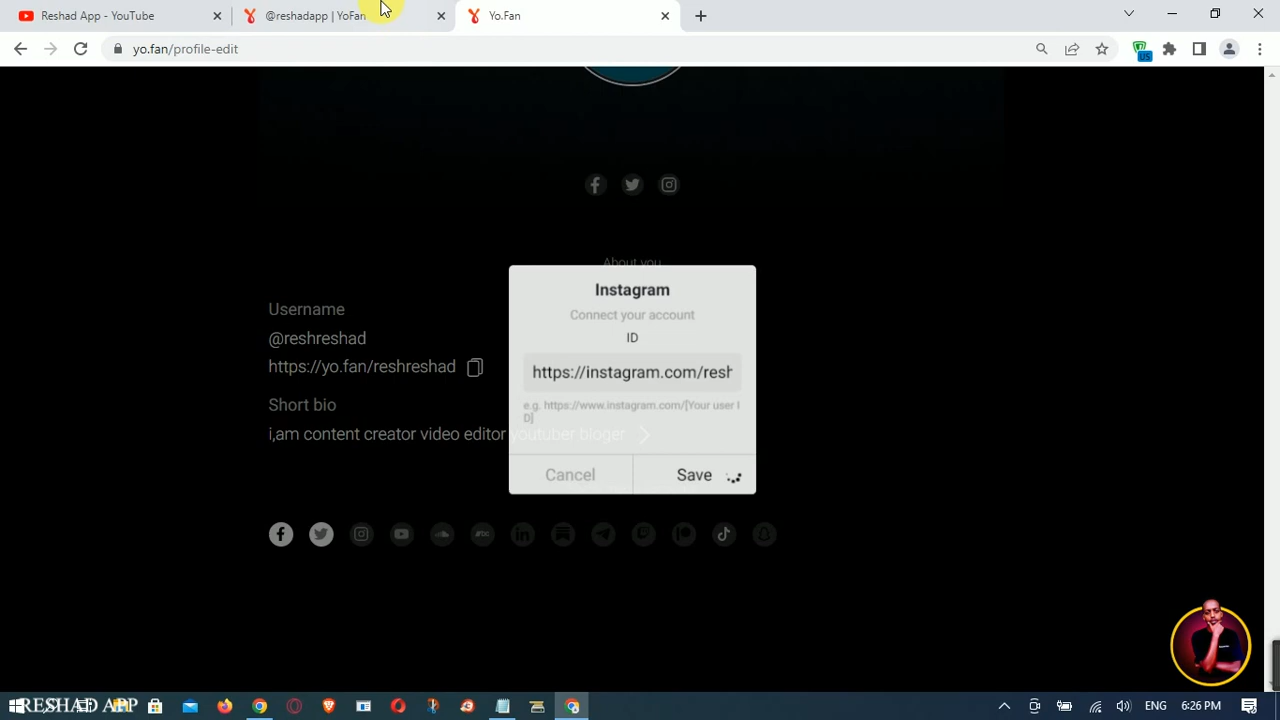 Reshad App - YouTube
@reshadapp | YoFan
Yo.Fan
yo.fan/profile-edit
US
About you
Instagram
Connect your account
ID
https://instagram.com/resh
e.g. https://www.instagram.com/[Your user I
D]
Cancel
Save
Username
@reshreshad
https://yo.fan/reshreshad
Short bio
i,am content creator video editor youtuber bloger
RESHAD APP
ENG
6:26 PM